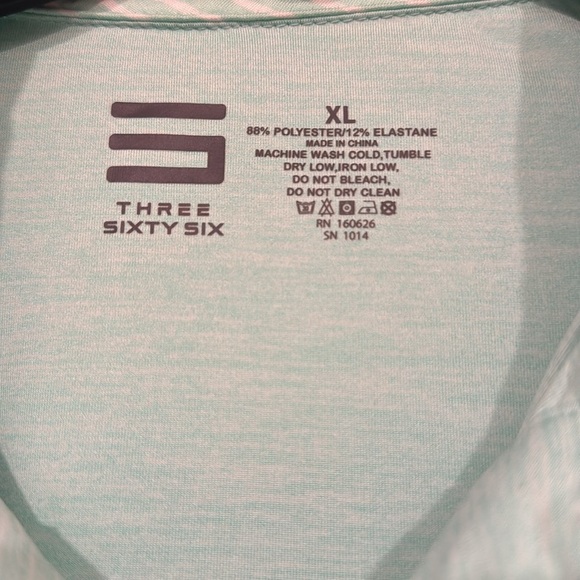 THREE
SIXTY SIX
XL
88% POLYESTER/12% ELASTANE
MADE IN CHINA
MACHINE WASH COLD,TUMBLE
DRY LOW,IRON LOW,
DO NOT BLEACH,
DO NOT DRY CLEAN
RN 160626
SN 1014